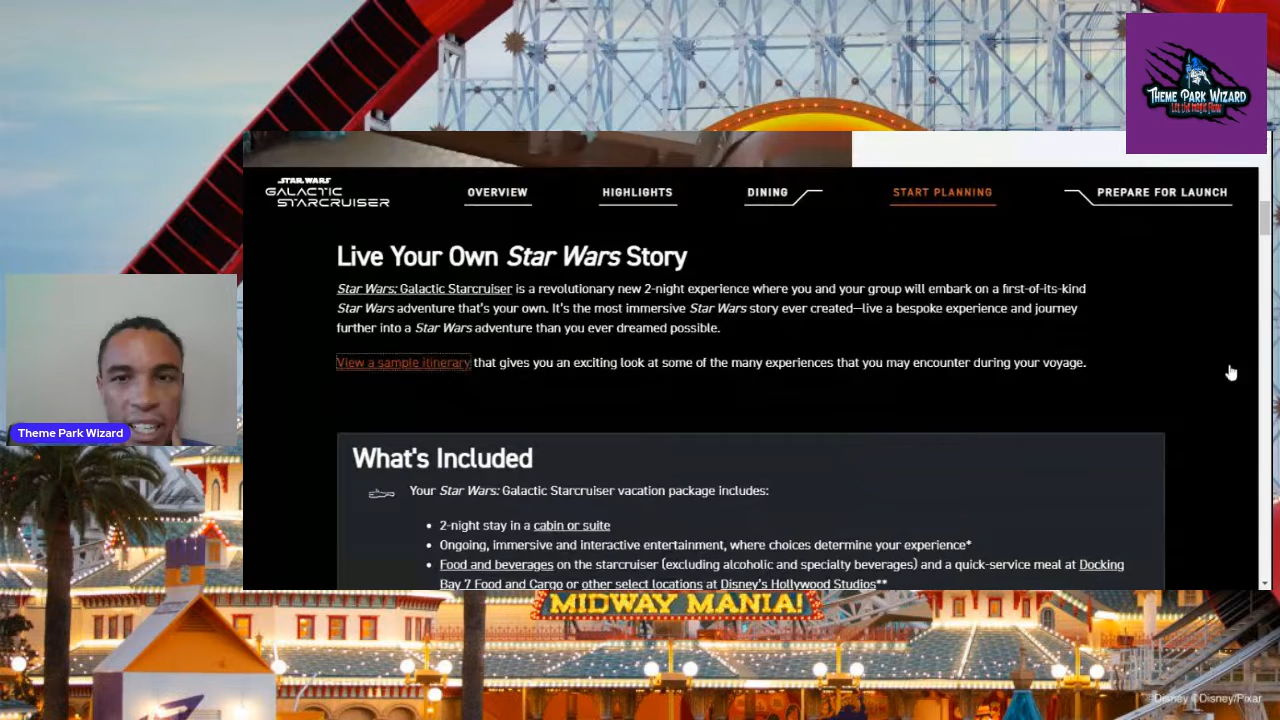 THEME PARK WIZARD
LET THE MAGIC FLOW
STAR WARS
GALACTIC
STARCRUISER
OVERVIEW
HIGHLIGHTS
DINING
START PLANNING
PREPARE FOR LAUNCH
Live Your Own Star Wars Story
Star Wars: Galactic Starcruiser is a revolutionary new 2-night experience where you and your group will embark on a first-of-its-kind
Star Wars adventure that's your own. It's the most immersive Star Wars story ever created—live a bespoke experience and journey
further into a Star Wars adventure than you ever dreamed possible.
View a sample itinerary that gives you an exciting look at some of the many experiences that you may encounter during your voyage.
Theme Park Wizard
What's Included
Your Star Wars: Galactic Starcruiser vacation package includes:
• 2-night stay in a cabin or suite
• Ongoing, immersive and interactive entertainment, where choices determine your experience*
• Food and beverages on the starcruiser (excluding alcoholic and specialty beverages) and a quick-service meal at Docking
Bay 7 Food and Cargo or other select locations at Disney's Hollywood Studios**
MIDWAY MANIA!
©Disney ©Disney/Pixar